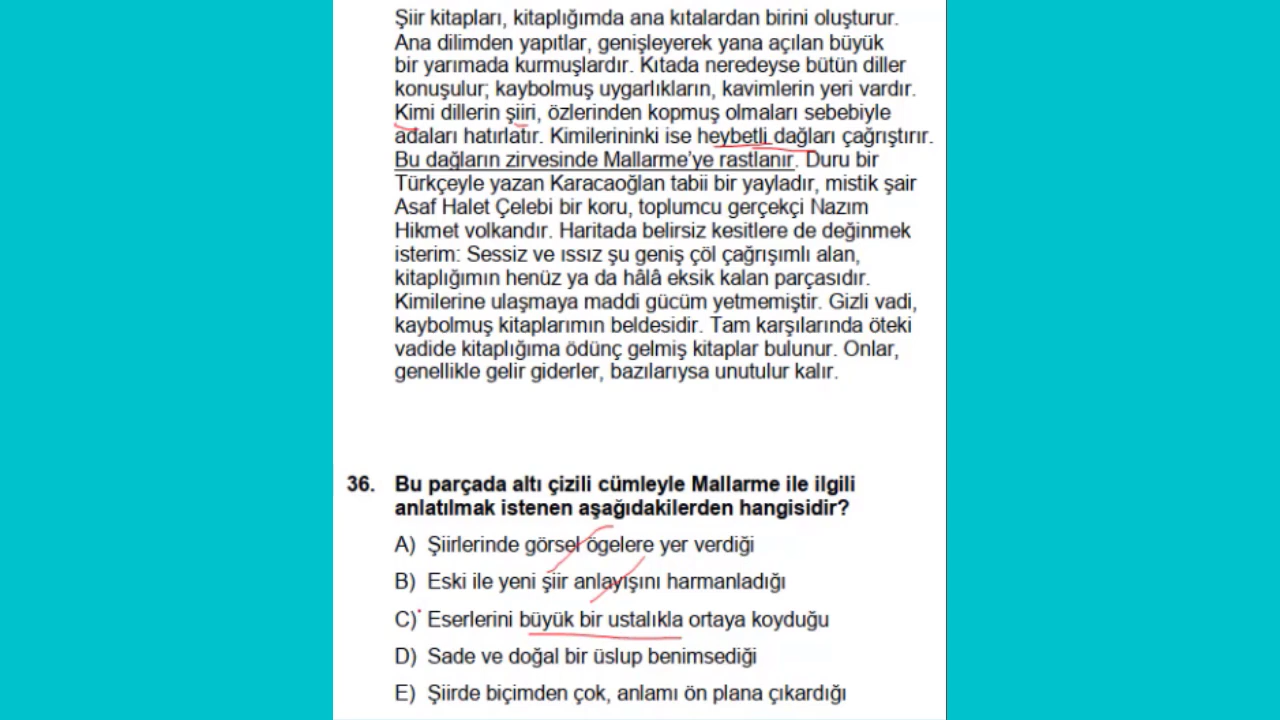 Şiir kitapları, kitaplığımda ana kıtalardan birini oluşturur.
Ana dilimden yapıtlar, genişleyerek yana açılan büyük
bir yarımada kurmuşlardır. Kıtada neredeyse bütün diller
konuşulur; kaybolmuş uygarlıkların, kavimlerin yeri vardır.
Kimi dillerin şiiri, özlerinden kopmuş olmaları sebebiyle
adaları hatırlatır. Kimilerininki ise heybetli dağları çağrıştırır.
Bu dağların zirvesinde Mallarme’ye rastlanır. Duru bir
Türkçeyle yazan Karacaoğlan tabii bir yayladır, mistik şair
Asaf Halet Çelebi bir koru, toplumcu gerçekçi Nazım
Hikmet volkandır. Haritada belirsiz kesitlere de değinmek
isterim: Sessiz ve ıssız şu geniş çöl çağrışımlı alan,
kitaplığımın henüz ya da hâlâ eksik kalan parçasıdır.
Kimilerine ulaşmaya maddi gücüm yetmemiştir. Gizli vadi,
kaybolmuş kitaplarımın beldesidir. Tam karşılarında öteki
vadide kitaplığıma ödünç gelmiş kitaplar bulunur. Onlar,
genellikle gelir giderler, bazılarıysa unutulur kalır.
36. Bu parçada altı çizili cümleyle Mallarme ile ilgili
anlatılmak istenen aşağıdakilerden hangisidir?
A) Şiirlerinde görsel ögelere yer verdiği
B) Eski ile yeni şiir anlayışını harmanladığı
C) Eserlerini büyük bir ustalıkla ortaya koyduğu
D) Sade ve doğal bir üslup benimsediği
E) Şiirde biçimden çok, anlamı ön plana çıkardığı